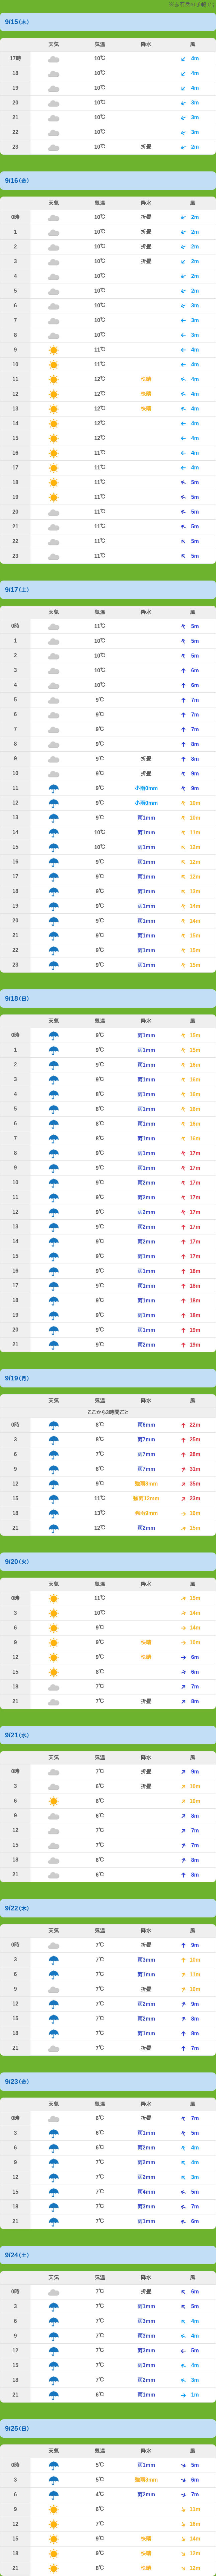 ※赤石岳の予報です
9/15（木）
天気 気温 降水 風
17時 10℃ 4m
18 10℃ 4m
19 10℃ 4m
20 10℃ 3m
21 10℃ 3m
22 10℃ 3m
23 10℃ 折畳 2m
9/16（金）
天気 気温 降水 風
0時 10℃ 折畳 2m
1 10℃ 折畳 2m
2 10℃ 折畳 2m
3 10℃ 折畳 2m
4 10℃ 2m
5 10℃ 2m
6 10℃ 3m
7 10℃ 3m
8 10℃ 3m
9 11℃ 4m
10 11℃ 4m
11 12℃ 4m
12 12℃ 4m
13 12℃ 4m
14 12℃ 4m
15 12℃ 4m
16 11℃ 4m
17 11℃ 4m
18 11℃ 5m
19 11℃ 5m
20 11℃ 5m
21 11℃ 5m
22 11℃ 5m
23 11℃ 5m
9/17（土）
天気 気温 降水 風
0時 11℃ 5m
1 10℃ 5m
2 10℃ 5m
3 10℃ 6m
4 10℃ 6m
5 9℃ 7m
6 9℃ 7m
7 9℃ 7m
8 9℃ 8m
9 9℃ 折畳 8m
10 9℃ 折畳 9m
11 9℃ 小雨0mm 9m
12 9℃ 小雨0mm 10m
13 9℃ 雨1mm 10m
14 10℃ 雨1mm 11m
15 10℃ 雨1mm 12m
16 9℃ 雨1mm 12m
17 9℃ 雨1mm 12m
18 9℃ 雨1mm 13m
19 9℃ 雨1mm 14m
20 9℃ 雨1mm 14m
21 9℃ 雨1mm 15m
22 9℃ 雨1mm 15m
23 9℃ 雨1mm 15m
9/18（日）
天気 気温 降水 風
0時 9℃ 雨1mm 15m
1 9℃ 雨1mm 15m
2 9℃ 雨1mm 16m
3 9℃ 雨1mm 16m
4 8℃ 雨1mm 16m
5 8℃ 雨1mm 16m
6 8℃ 雨1mm 16m
7 8℃ 雨1mm 16m
8 9℃ 雨1mm 17m
9 9℃ 雨1mm 17m
10 9℃ 雨2mm 17m
11 9℃ 雨2mm 17m
12 9℃ 雨2mm 17m
13 9℃ 雨2mm 17m
14 9℃ 雨2mm 17m
15 9℃ 雨1mm 17m
16 9℃ 雨1mm 18m
17 9℃ 雨1mm 18m
18 9℃ 雨1mm 18m
19 9℃ 雨1mm 18m
20 9℃ 雨1mm 19m
21 9℃ 雨2mm 19m
9/19（月）
天気 気温 降水 風
ここから3時間ごと
0時 8℃ 雨6mm 22m
3 8℃ 雨7mm 25m
6 7℃ 雨7mm 28m
9 8℃ 雨7mm 31m
12 9℃ 強雨8mm 35m
15 11℃ 強雨12mm 23m
18 13℃ 強雨9mm 16m
21 12℃ 雨2mm 15m
9/20（火）
天気 気温 降水 風
0時 11℃ 15m
3 10℃ 14m
6 9℃ 14m
9 9℃ 10m
12 9℃ 6m
15 8℃ 6m
18 7℃ 7m
21 7℃ 折畳 8m
9/21（水）
天気 気温 降水 風
0時 7℃ 折畳 9m
3 6℃ 折畳 10m
6 6℃ 10m
9 6℃ 8m
12 7℃ 7m
15 7℃ 7m
18 6℃ 8m
21 6℃ 8m
9/22（木）
天気 気温 降水 風
0時 7℃ 折畳 9m
3 7℃ 雨3mm 10m
6 7℃ 雨1mm 11m
9 7℃ 折畳 10m
12 7℃ 雨2mm 9m
15 7℃ 雨2mm 8m
18 7℃ 雨1mm 8m
21 7℃ 折畳 7m
9/23（金）
天気 気温 降水 風
0時 6℃ 折畳 7m
3 6℃ 雨1mm 5m
6 6℃ 雨2mm 4m
9 7℃ 雨2mm 4m
12 7℃ 雨2mm 3m
15 7℃ 雨4mm 5m
18 7℃ 雨3mm 7m
21 7℃ 雨2mm 6m
9/24（土）
天気 気温 降水 風
0時 7℃ 折畳 6m
3 7℃ 雨1mm 5m
6 7℃ 雨3mm 4m
9 7℃ 雨3mm 4m
12 7℃ 雨3mm 5m
15 7℃ 雨3mm 4m
18 7℃ 雨2mm 3m
21 6℃ 雨1mm 1m
9/25（日）
天気 気温 降水 風
0時 5℃ 雨1mm 5m
3 5℃ 強雨8mm 6m
6 4℃ 雨2mm 7m
9 6℃ 11m
12 7℃ 16m
15 9℃ 14m
18 9℃ 12m
21 8℃ 12m